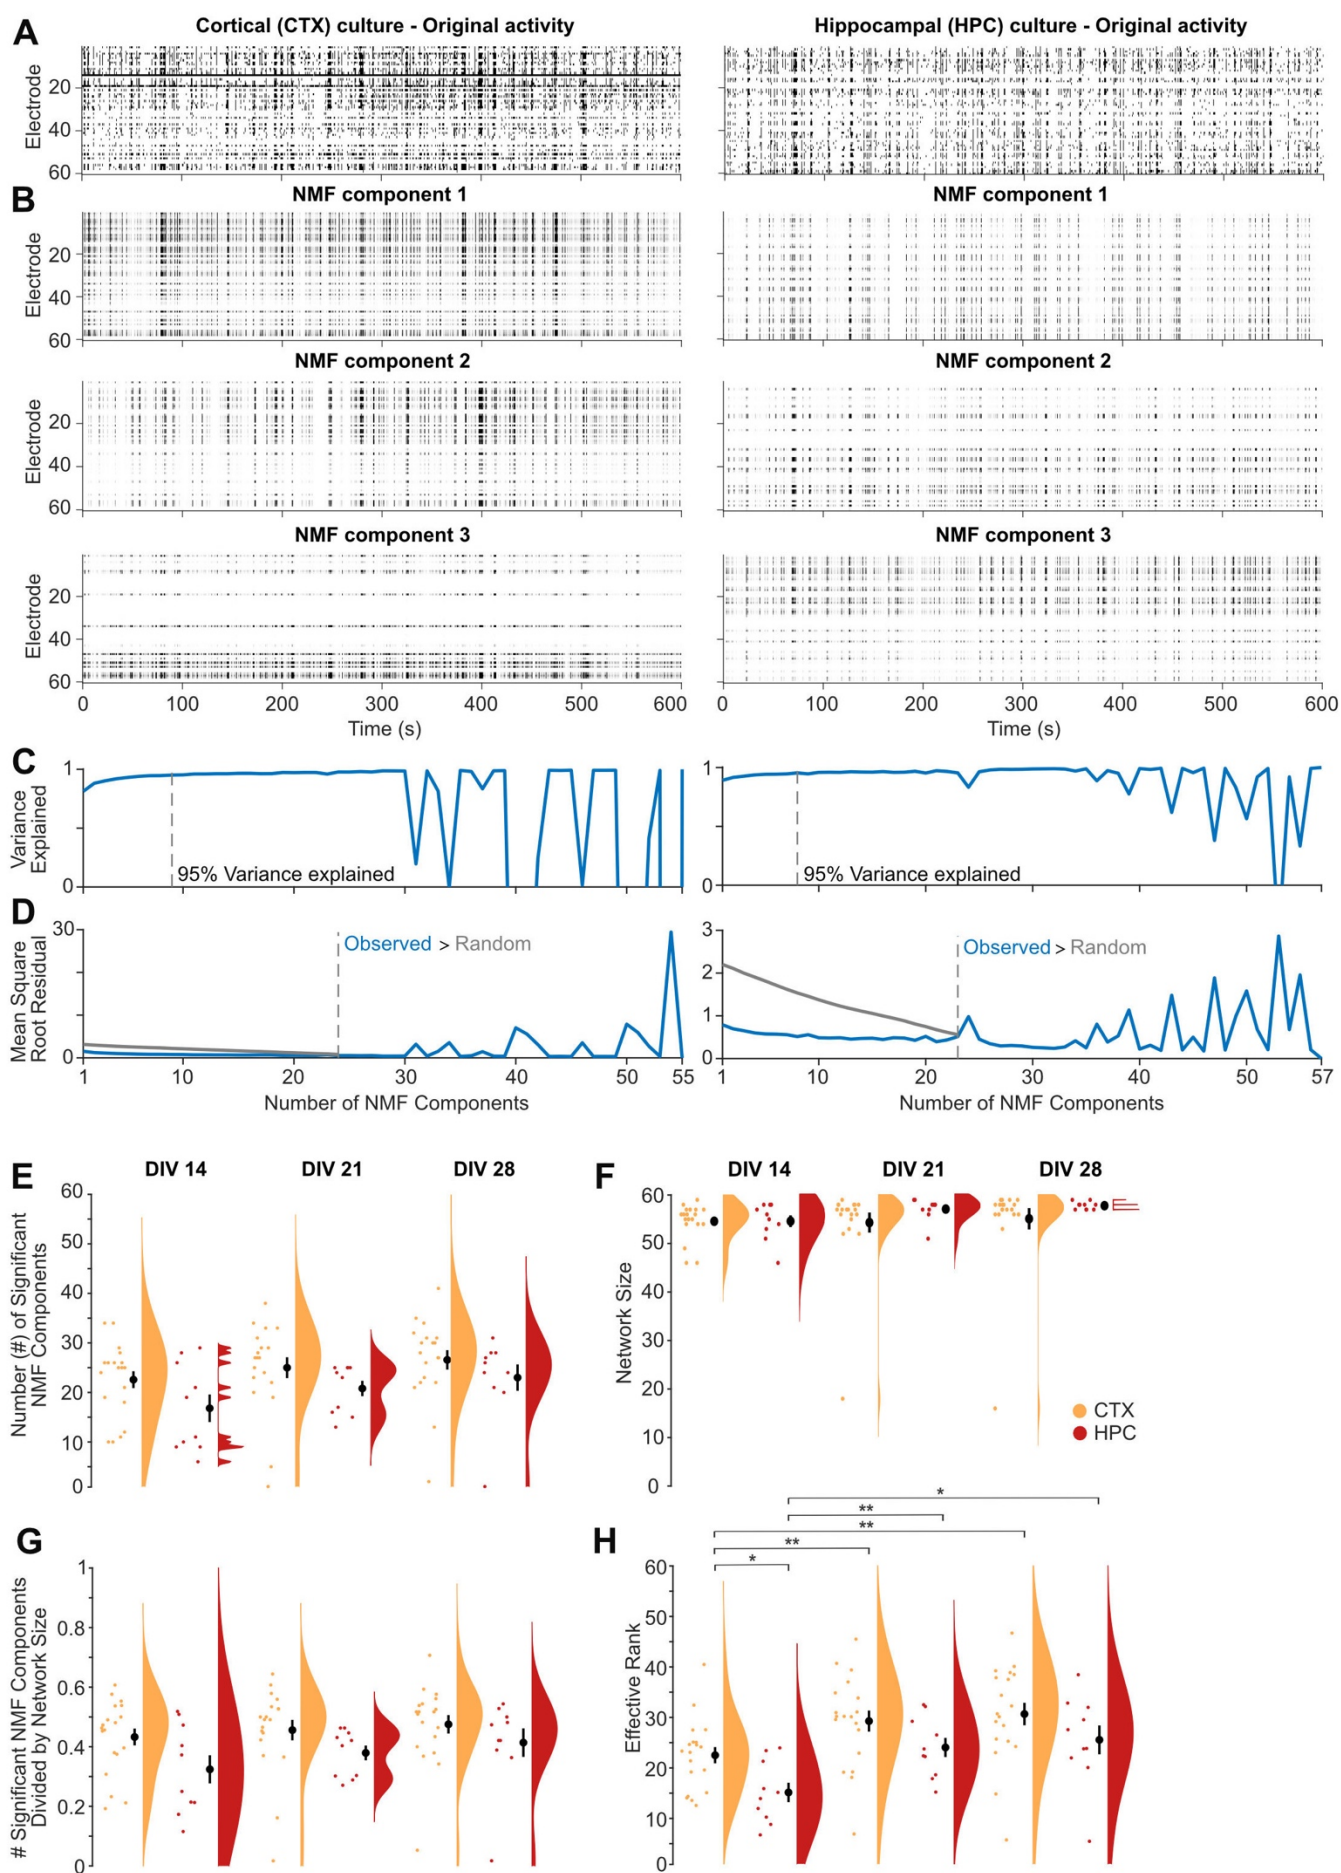 A
Cortical (CTX) culture - Original activity
Hippocampal (HPC) culture - Original activity
Electrode
20
40
60
B
NMF component 1
NMF component 1
Electrode
20
40
60
NMF component 2
NMF component 2
Electrode
20
40
60
NMF component 3
NMF component 3
Electrode
20
40
60
0 100 200 300 400 500 600
0 100 200 300 400 500 600
Time (s)
Time (s)
C
Variance
Explained
1
0
95% Variance explained
1
0
95% Variance explained
D
Mean Square
Root Residual
30
0
Observed > Random
3
2
1
0
Observed > Random
1 10 20 30 40 50 55
1 10 20 30 40 50 57
Number of NMF Components
Number of NMF Components
E
DIV 14 DIV 21 DIV 28
Number (#) of Significant
NMF Components
60
50
40
30
20
10
0
F
DIV 14 DIV 21 DIV 28
Network Size
60
50
40
30
20
10
0
CTX
HPC
G
# Significant NMF Components
Divided by Network Size
1
0.8
0.6
0.4
0.2
0
H
*
**
**
**
*
Effective Rank
60
50
40
30
20
10
0